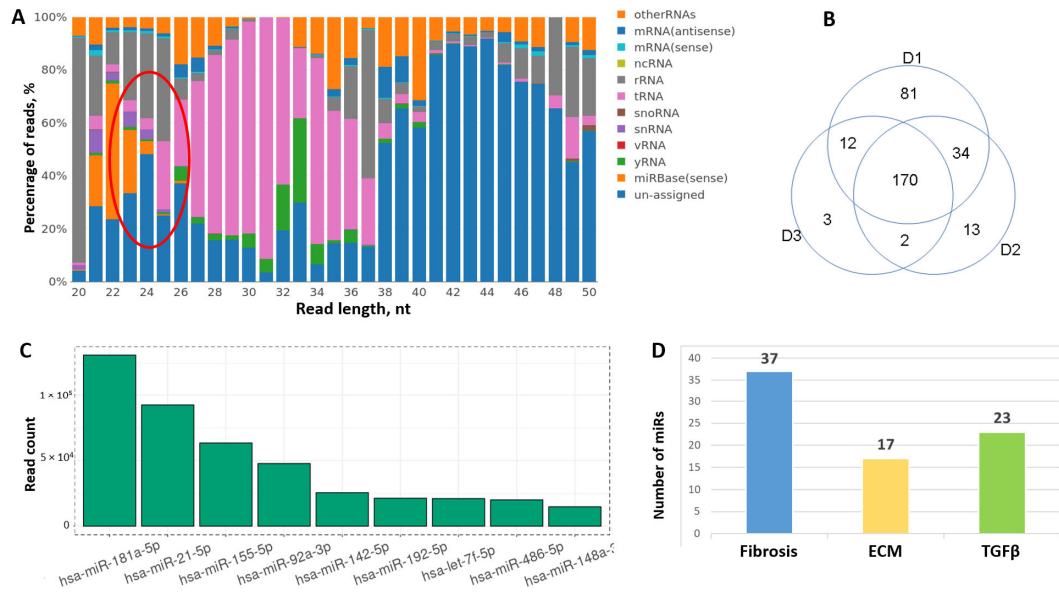 A
Percenrage of reads, %
100%
80%
60%
40%
20%
0%
20 22 24 26 28 30 32 34 36 38 40 42 44 46 48 50
Read length, nt
otherRNAs
mRNA(antisense)
mRNA(sense)
ncRNA
rRNA
tRNA
snoRNA
snRNA
vRNA
yRNA
miRBase(sense)
un-assigned
B
D1
81
12
34
170
3
2
13
D3
D2
C
Read count
1 × 10⁵
5 × 10⁴
0
hsa-miR-181a-5p
hsa-miR-21-5p
hsa-miR-155-5p
hsa-miR-92a-3p
hsa-miR-142-5p
hsa-miR-192-5p
hsa-let-7f-5p
hsa-miR-486-5p
hsa-miR-148a-3
D
Number of miRs
40
35
30
25
20
15
10
5
0
37
17
23
Fibrosis ECM TGFβ